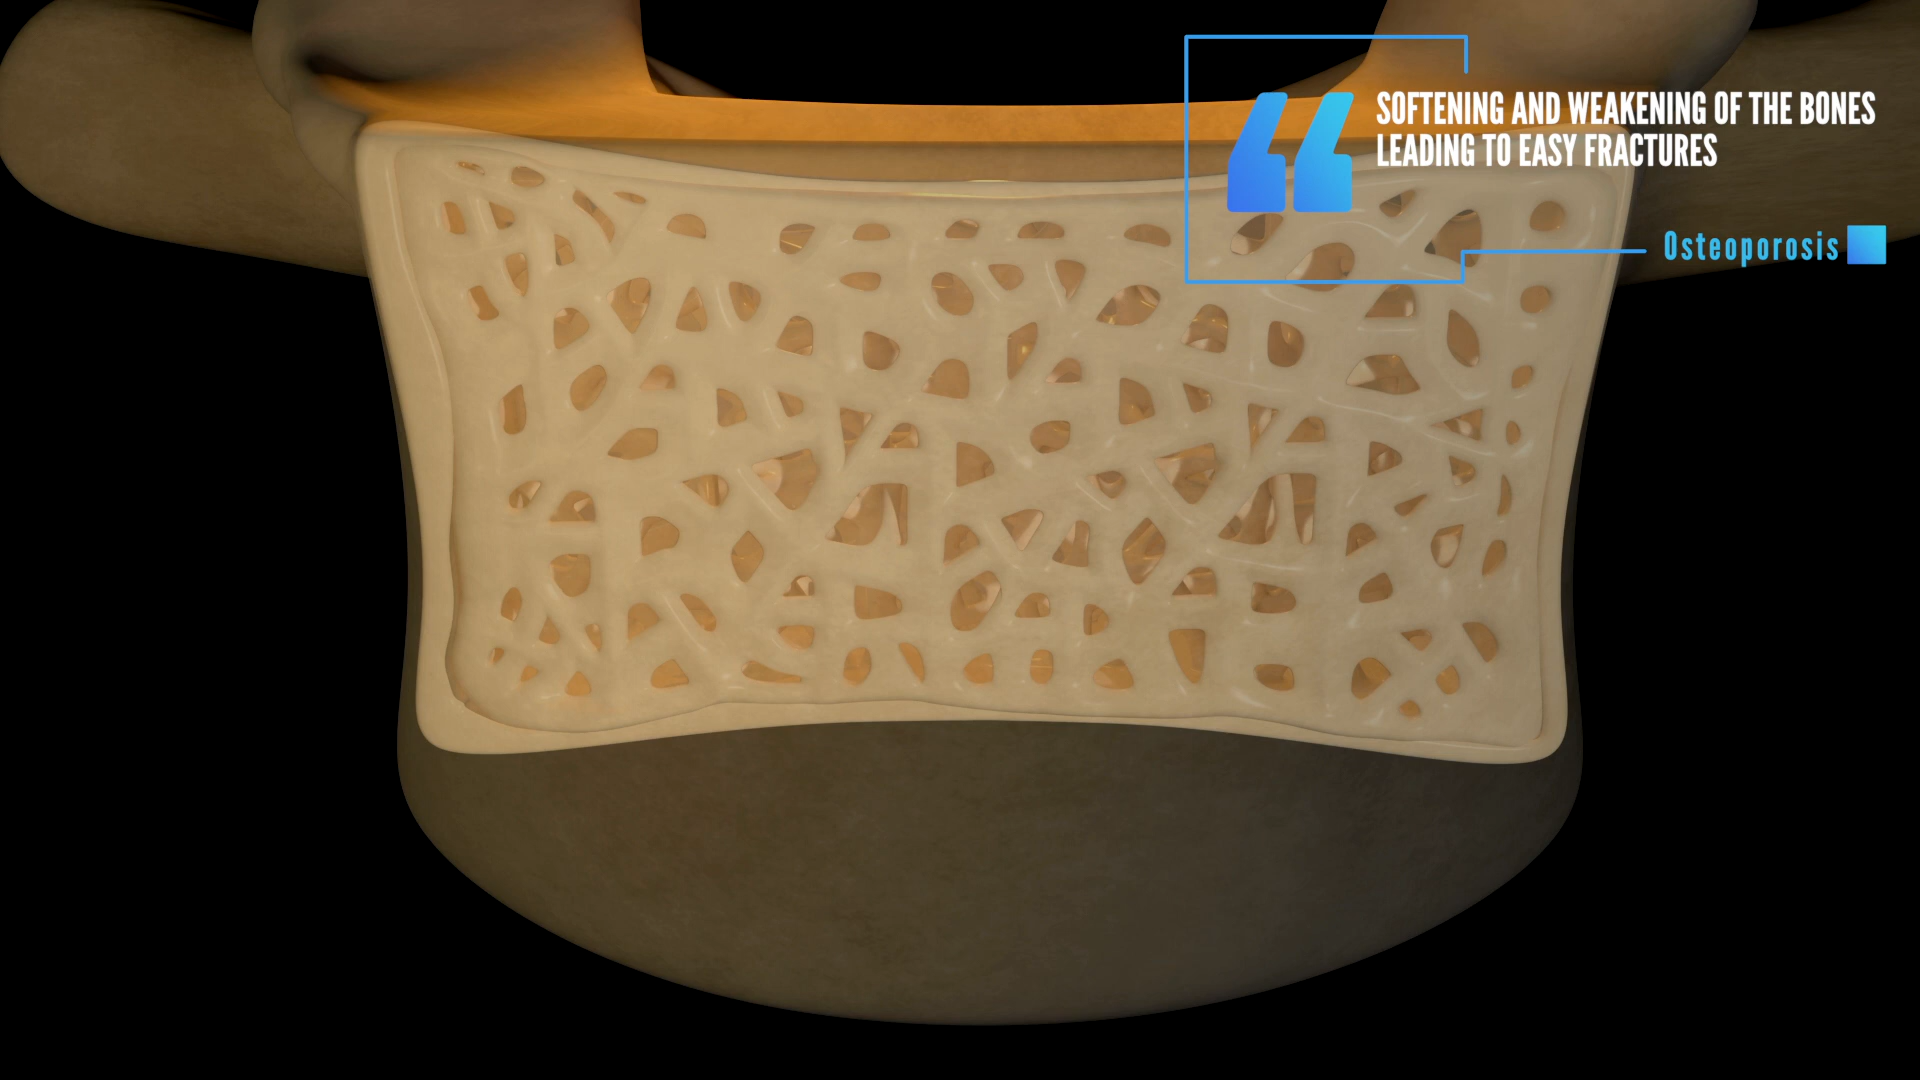 SOFTENING AND WEAKENING OF THE BONES
LEADING TO EASY FRACTURES
Osteoporosis